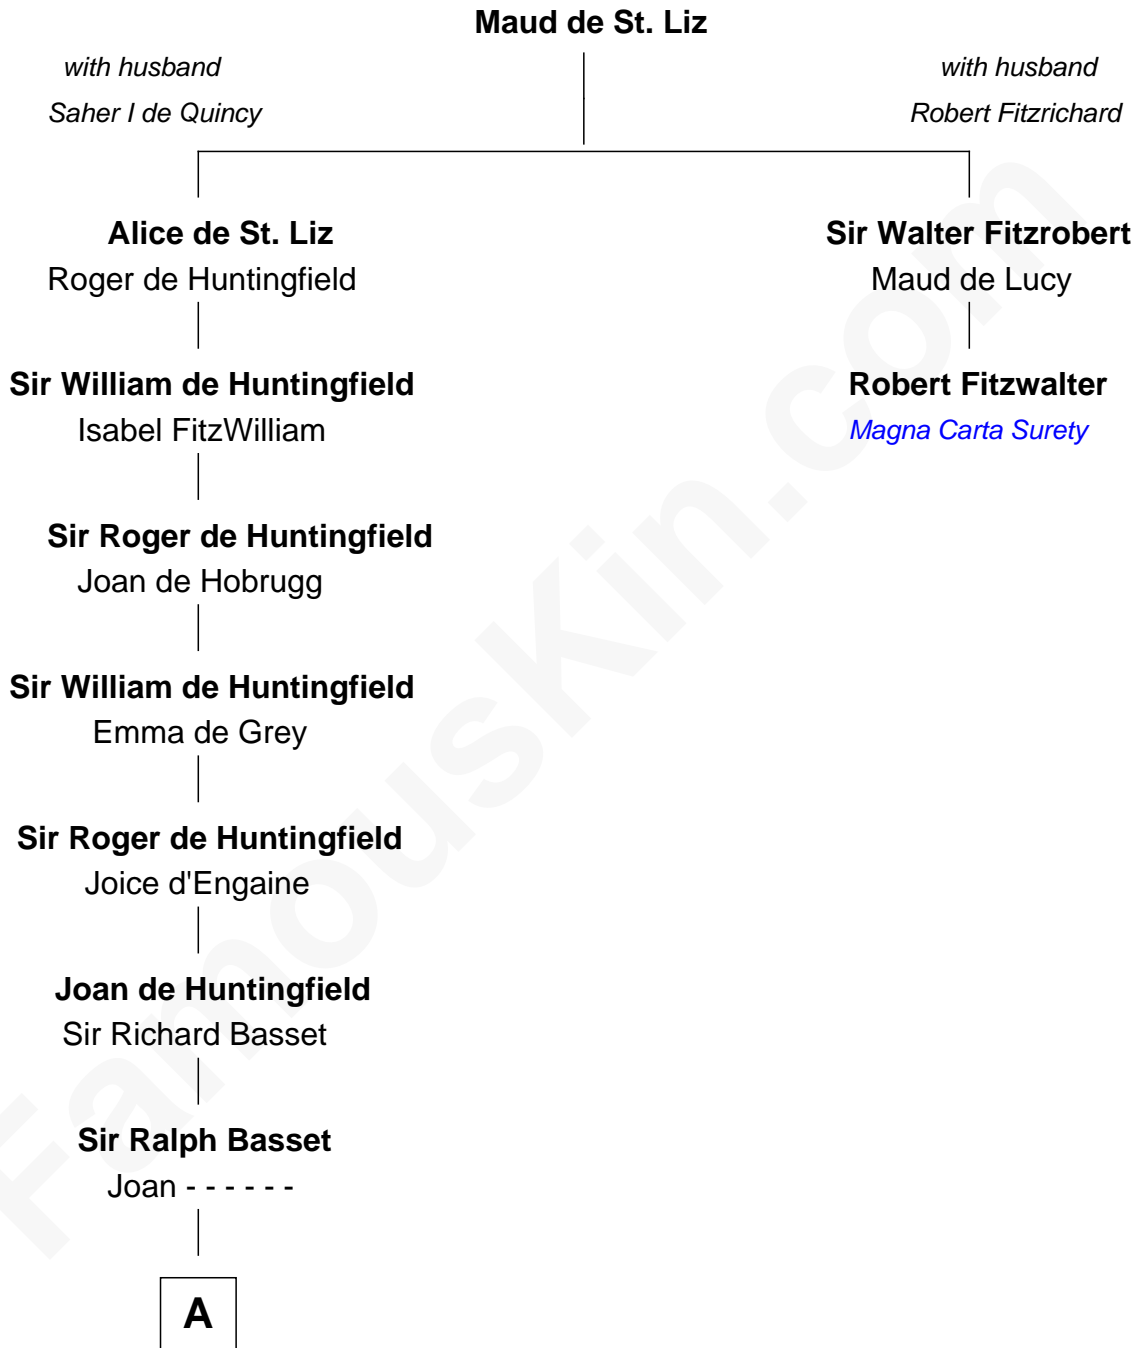 Maud de St. Liz
with husband
Saher I de Quincy
with husband
Robert Fitzrichard
Alice de St. Liz
Roger de Huntingfield
Sir Walter Fitzrobert
Maud de Lucy
Sir William de Huntingfield
Isabel FitzWilliam
Robert Fitzwalter
Magna Carta Surety
Sir Roger de Huntingfield
Joan de Hobrugg
Sir William de Huntingfield
Emma de Grey
Sir Roger de Huntingfield
Joice d'Engaine
Joan de Huntingfield
Sir Richard Basset
Sir Ralph Basset
Joan - - - - - -
A
FamousKin.com